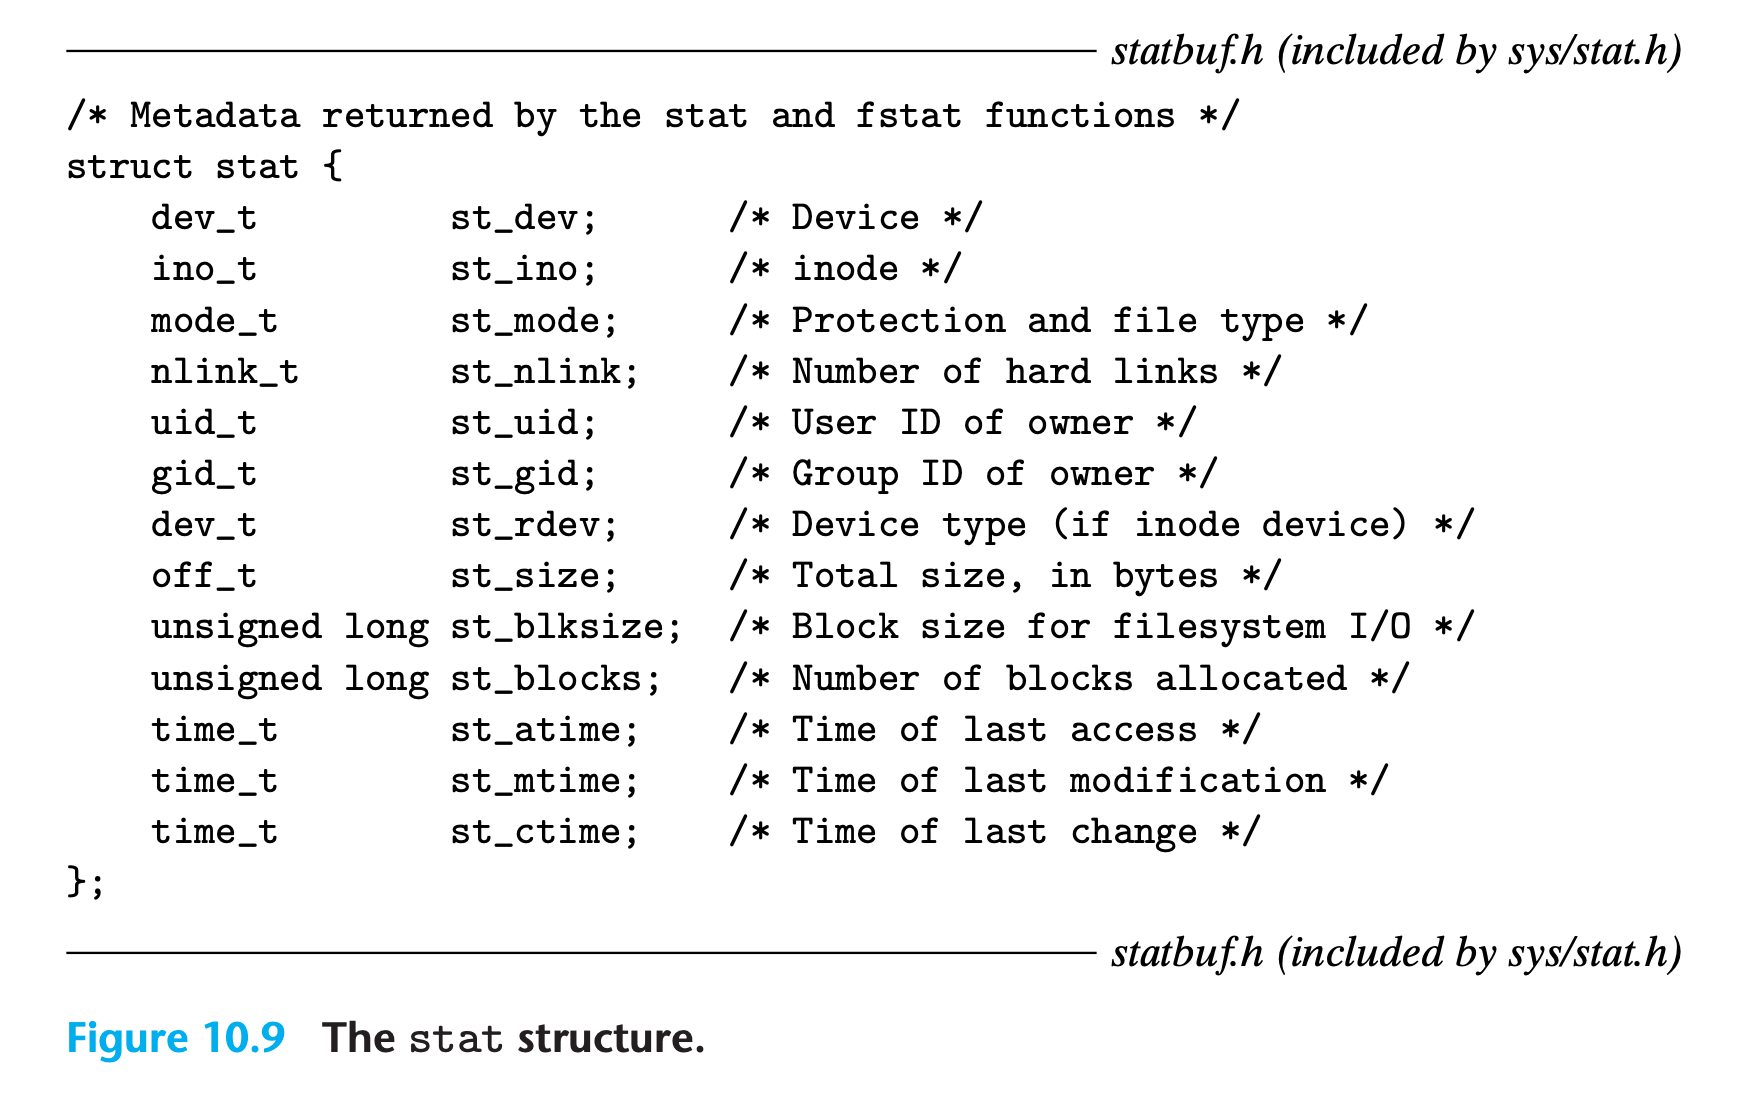 statbuf.h (included by sys/stat.h)
/* Metadata returned by the stat and fstat functions */
struct stat {
    dev_t         st_dev;      /* Device */
    ino_t         st_ino;      /* inode */
    mode_t        st_mode;     /* Protection and file type */
    nlink_t       st_nlink;    /* Number of hard links */
    uid_t         st_uid;      /* User ID of owner */
    gid_t         st_gid;      /* Group ID of owner */
    dev_t         st_rdev;     /* Device type (if inode device) */
    off_t         st_size;     /* Total size, in bytes */
    unsigned long st_blksize;  /* Block size for filesystem I/O */
    unsigned long st_blocks;   /* Number of blocks allocated */
    time_t        st_atime;    /* Time of last access */
    time_t        st_mtime;    /* Time of last modification */
    time_t        st_ctime;    /* Time of last change */
};
statbuf.h (included by sys/stat.h)
Figure 10.9 The stat structure.